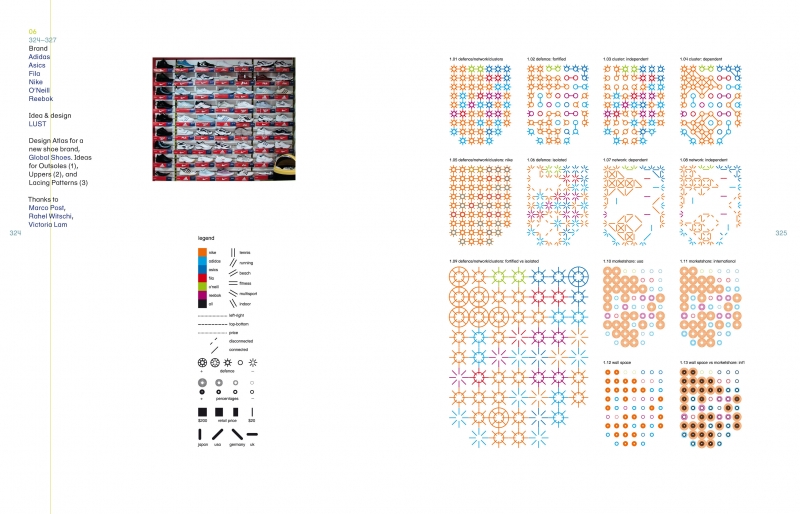 06
324–327
Brand
Adidas
Asics
Fila
Nike
O'Neill
Reebok
Idea & design
LUST
Design Atlas for a
new shoe brand,
Global Shoes. Ideas
for Outsoles (1),
Uppers (2), and
Lacing Patterns (3)
Thanks to
Marco Post,
Rahel Witschi,
Victoria Lam
324
legend
nike
adidas
asics
fila
o'neill
reebok
all
tennis
running
beach
fitness
multisport
indoor
left-right
top-bottom
price
disconnected
connected
+ defence –
+ percentages –
$200 retail price $20
japan usa germany uk
1.01 defence/network/clusters
1.02 defence: fortified
1.03 cluster: independent
1.04 cluster: dependent
1.05 defence/network/clusters: nike
1.06 defence: isolated
1.07 network: dependent
1.08 network: independent
1.09 defence/network/clusters: fortified vs isolated
1.10 marketshare: usa
1.11 marketshare: international
1.12 wall space
1.13 wall space vs marketshare: int'l
325